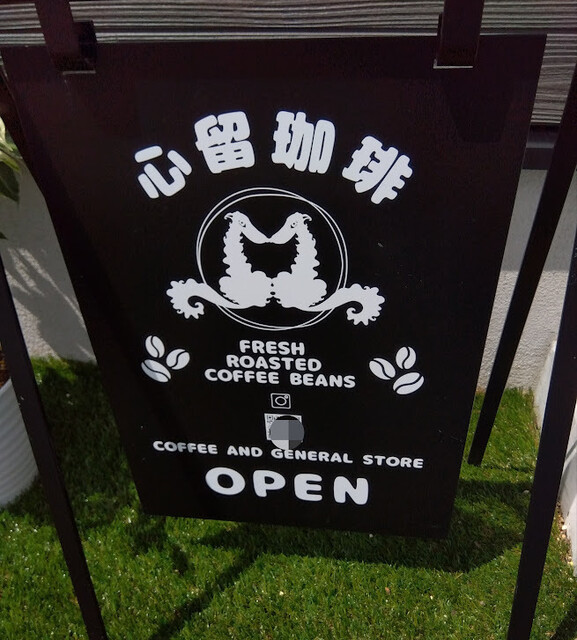 心留珈琲
FRESH
ROASTED
COFFEE BEANS
COFFEE AND GENERAL STORE
OPEN